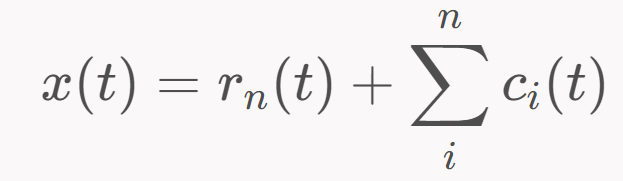 x(t) = r_n(t) + \sum_{i}^{n} c_i(t)